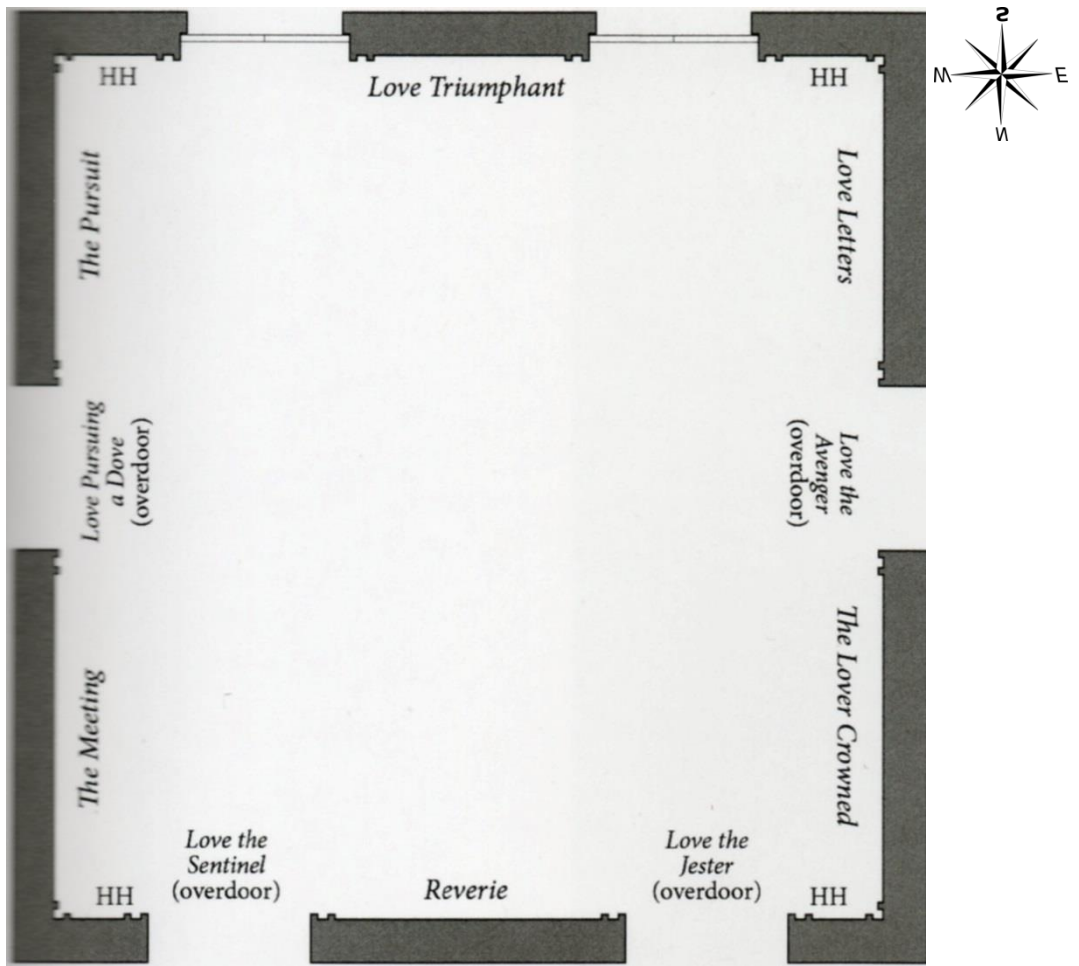 S
W E
N
HH
Love Triumphant
HH
The Pursuit
Love Letters
Love Pursuing
a Dove
(overdoor)
Love the
Avenger
(overdoor)
The Meeting
The Lover Crowned
Love the
Sentinel
(overdoor)
Love the
Jester
(overdoor)
HH
Reverie
HH